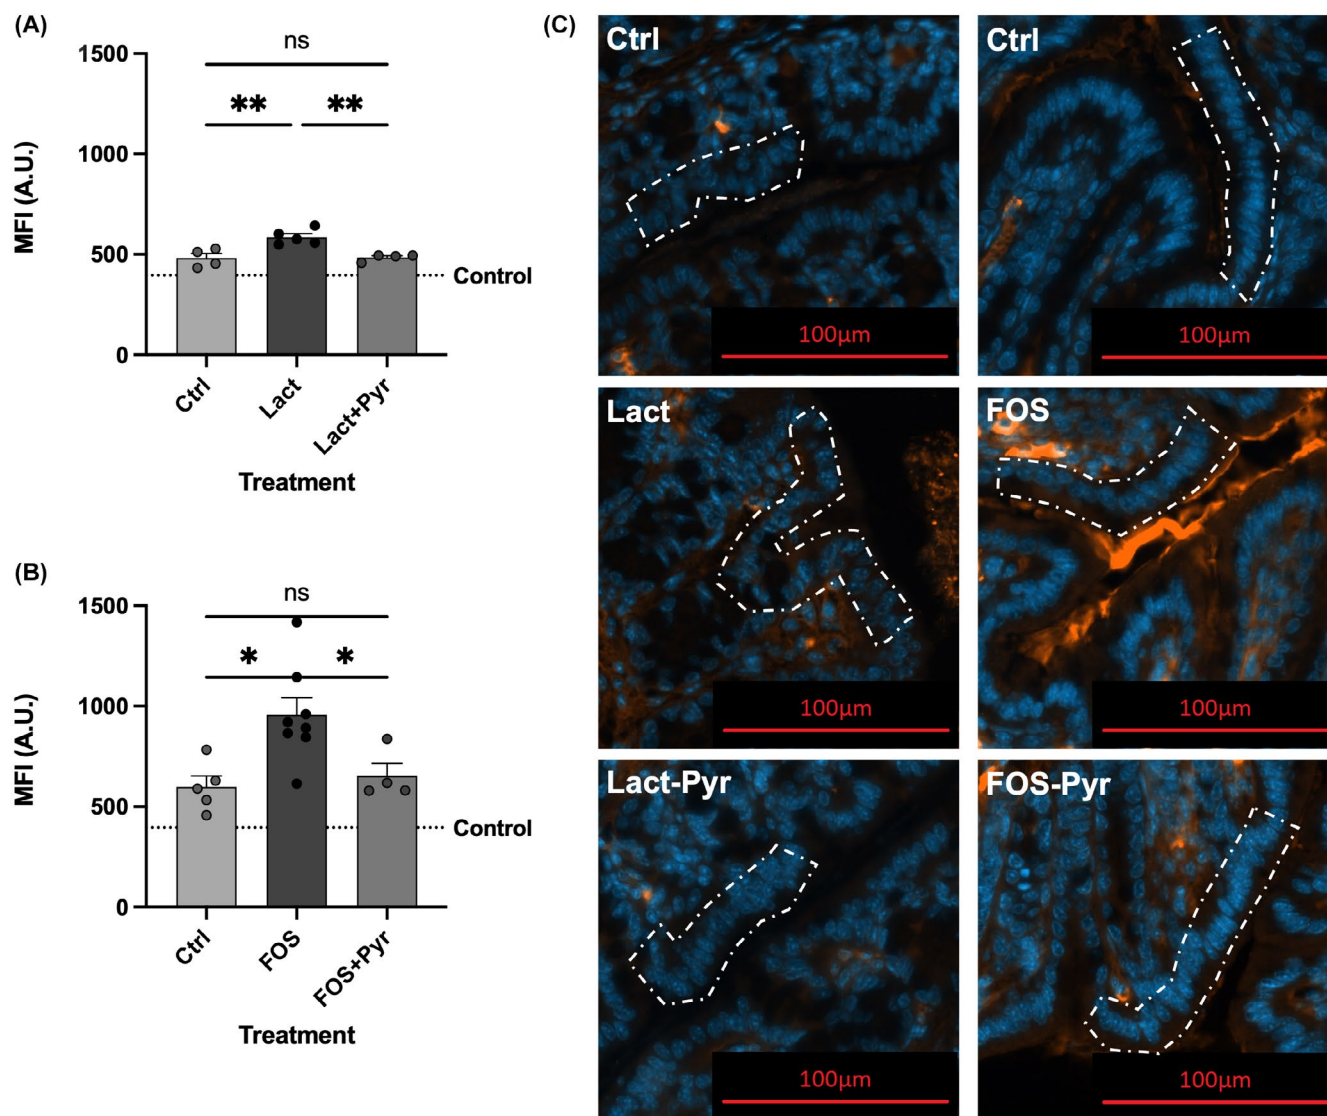 (A)
ns
** **
MFI (A.U.)
1500
1000
500
0
Control
Ctrl
Lact
Lact+Pyr
Treatment
(B)
ns
* *
MFI (A.U.)
1500
1000
500
0
Control
Ctrl
FOS
FOS+Pyr
Treatment
(C)
Ctrl
100µm
Ctrl
100µm
Lact
100µm
FOS
100µm
Lact-Pyr
100µm
FOS-Pyr
100µm